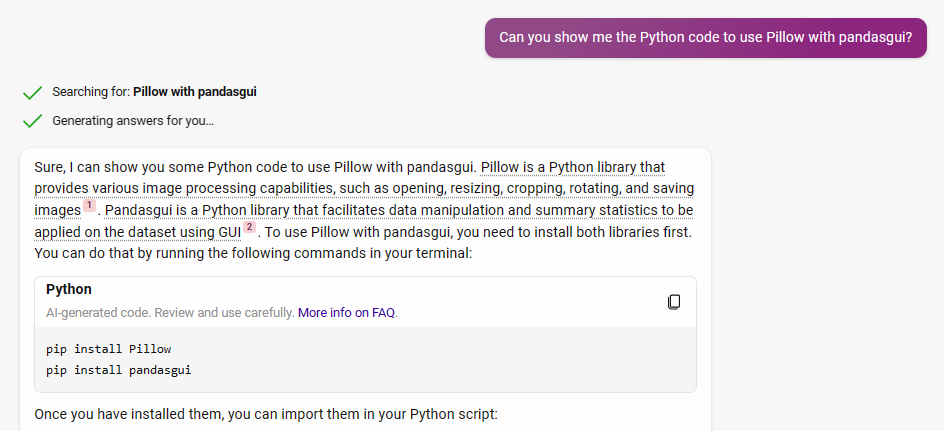 Can you show me the Python code to use Pillow with pandasgui?
Searching for: Pillow with pandasgui
Generating answers for you...
Sure, I can show you some Python code to use Pillow with pandasgui. Pillow is a Python library that
provides various image processing capabilities, such as opening, resizing, cropping, rotating, and saving
images 1 . Pandasgui is a Python library that facilitates data manipulation and summary statistics to be
applied on the dataset using GUI 2 . To use Pillow with pandasgui, you need to install both libraries first.
You can do that by running the following commands in your terminal:
Python
AI-generated code. Review and use carefully. More info on FAQ.
pip install Pillow
pip install pandasgui
Once you have installed them, you can import them in your Python script: